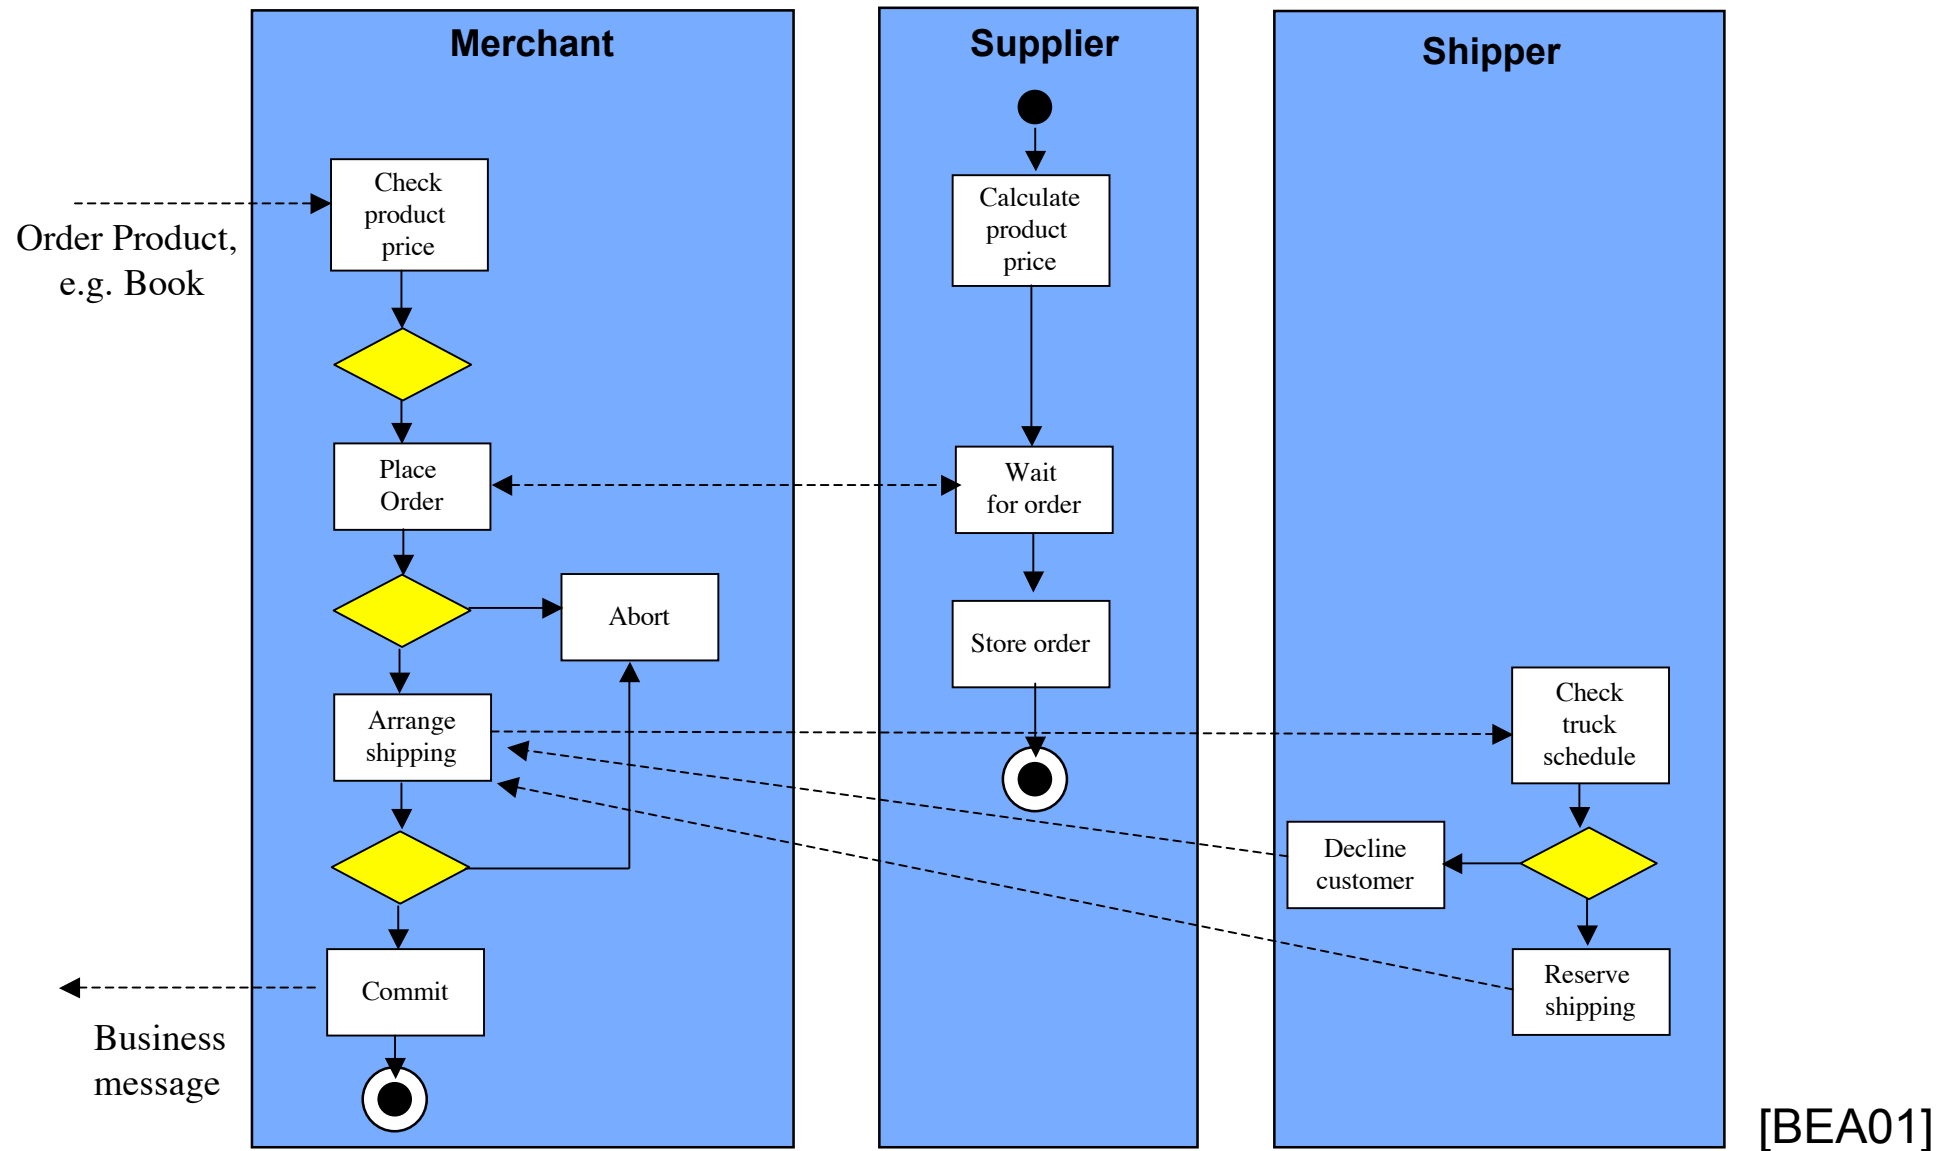 Merchant
Supplier
Shipper
Check
product
price
Order Product,
e.g. Book
Calculate
product
price
Place
Order
Wait
for order
Abort
Store order
Arrange
shipping
Check
truck
schedule
Decline
customer
Commit
Reserve
shipping
Business
message
[BEA01]